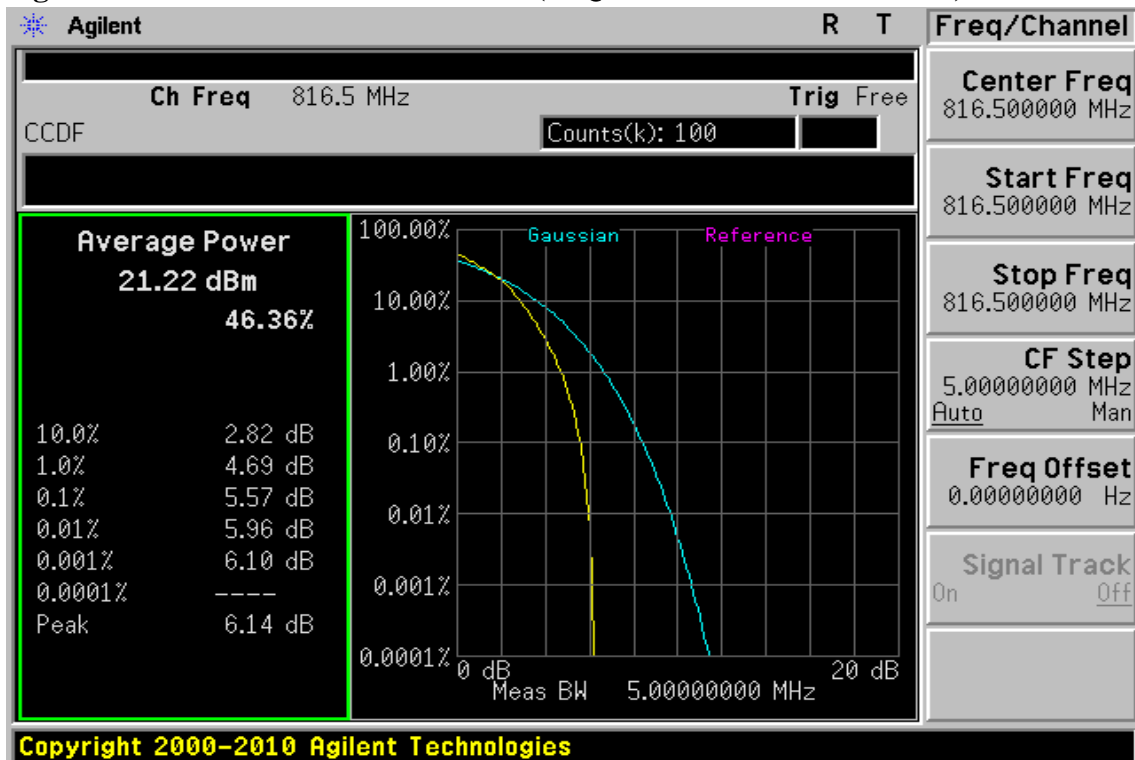 Agilent R T
Freq/Channel
Ch Freq 816.5 MHz Trig Free
CCDF Counts(k): 100
Average Power
21.22 dBm
46.36%
10.0% 2.82 dB
1.0% 4.69 dB
0.1% 5.57 dB
0.01% 5.96 dB
0.001% 6.10 dB
0.0001% ----
Peak 6.14 dB
Gaussian Reference
100.00%
10.00%
1.00%
0.10%
0.01%
0.001%
0.0001%
0 dB 20 dB
Meas BW 5.00000000 MHz
Center Freq
816.500000 MHz
Start Freq
816.500000 MHz
Stop Freq
816.500000 MHz
CF Step
5.00000000 MHz
Auto Man
Freq Offset
0.00000000 Hz
Signal Track
On Off
Copyright 2000-2010 Agilent Technologies